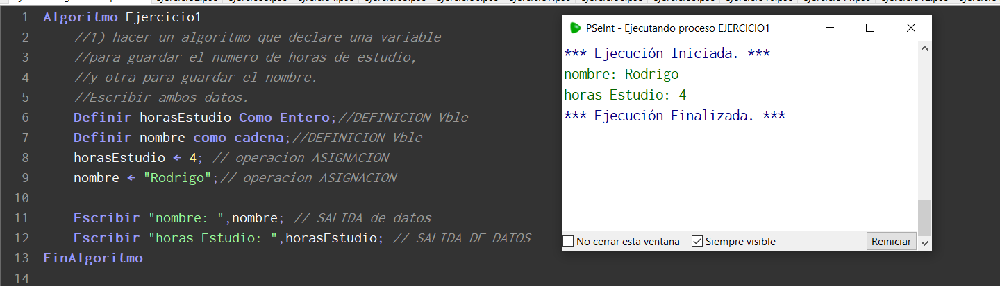 1 Algoritmo Ejercicio1
2 //1) hacer un algoritmo que declare una variable
3 //para guardar el numero de horas de estudio,
4 //y otra para guardar el nombre.
5 //Escribir ambos datos.
6 Definir horasEstudio Como Entero;//DEFINICION Vble
7 Definir nombre como cadena;//DEFINICION Vble
8 horasEstudio ← 4; // operacion ASIGNACION
9 nombre ← "Rodrigo";// operacion ASIGNACION
10
11 Escribir "nombre: ",nombre; // SALIDA de datos
12 Escribir "horas Estudio: ",horasEstudio; // SALIDA DE DATOS
13 FinAlgoritmo
14
PSeInt - Ejecutando proceso EJERCICIO1
*** Ejecución Iniciada. ***
nombre: Rodrigo
horas Estudio: 4
*** Ejecución Finalizada. ***
No cerrar esta ventana Siempre visible Reiniciar